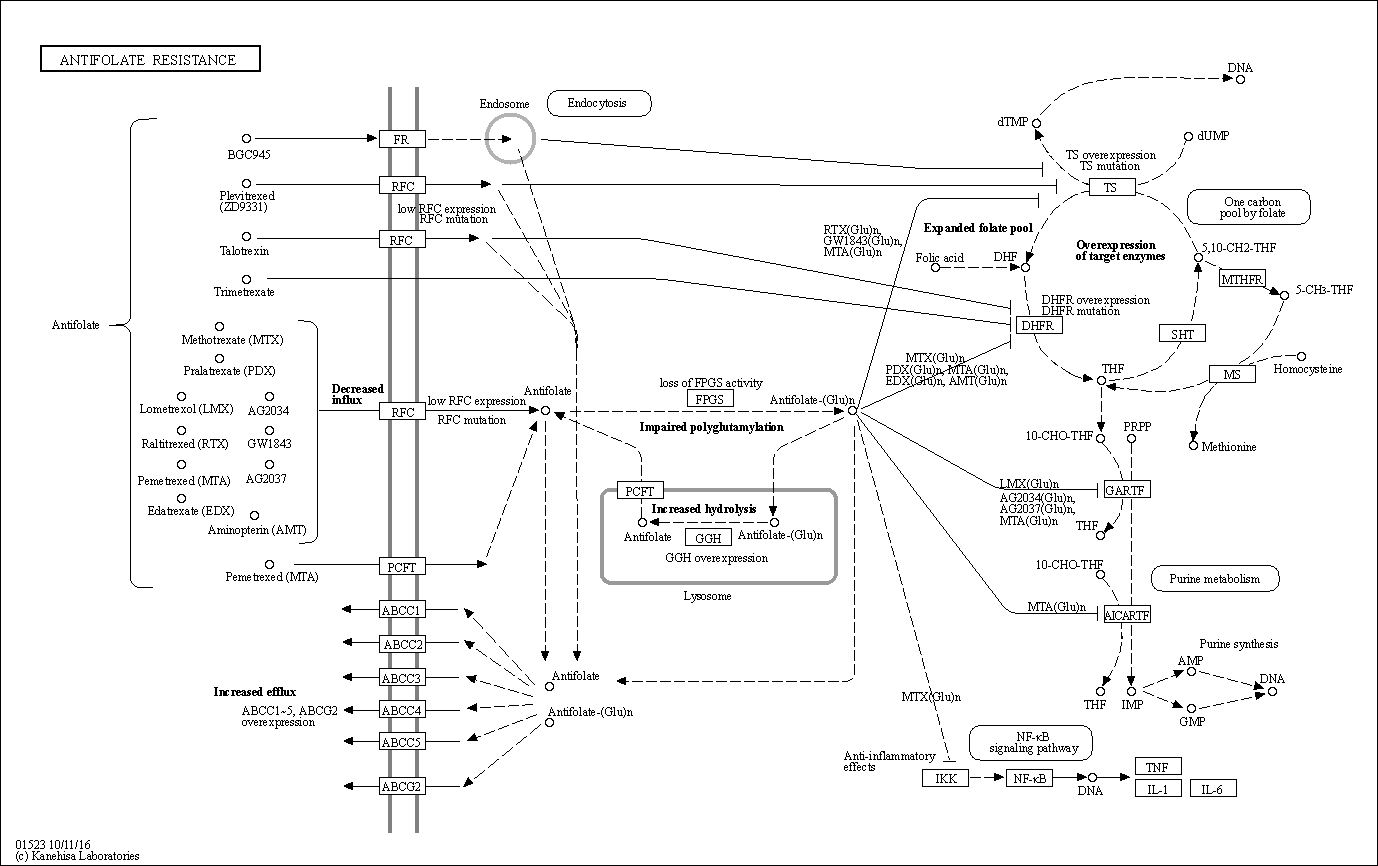 ANTIFOLATE RESISTANCE
DNA
Endosome
Endocytosis
dTMP
dUMP
FR
BGC945
TS overexpression
TS mutation
TS
RFC
Plevitrexed
(ZD9331)
low RFC expression
RFC mutation
One carbon
pool by folate
RTX(Glu)n,
GW1843(Glu)n,
MTA(Glu)n
Expanded folate pool
Overexpression
of target enzymes
RFC
Talotrexin
Folic acid
DHF
5,10-CH2-THF
MTHFR
5-CH3-THF
Trimetrexate
DHFR overexpression
DHFR mutation
DHFR
SHT
Antifolate
Methotrexate (MTX)
Pralatrexate (PDX)
MTX(Glu)n
PDX(Glu)n, MTA(Glu)n,
EDX(Glu)n, AMT(Glu)n
THF
MS
Homocysteine
Decreased
influx
Lometrexol (LMX)
AG2034
RFC
low RFC expression
RFC mutation
Antifolate
loss of FPGS activity
FPGS
Impaired polyglutamylation
Antifolate-(Glu)n
Raltitrexed (RTX)
GW1843
10-CHO-THF
PRPP
Methionine
Pemetrexed (MTA)
AG2037
Edatrexate (EDX)
Aminopterin (AMT)
PCFT
Increased hydrolysis
Antifolate
GGH
Antifolate-(Glu)n
GGH overexpression
Lysosome
LMX(Glu)n
AG2034(Glu)n,
AG2037(Glu)n,
MTA(Glu)n
GARTF
THF
Pemetrexed (MTA)
PCFT
10-CHO-THF
Purine metabolism
MTA(Glu)n
AICARTF
ABCC1
ABCC2
ABCC3
ABCC4
ABCC5
ABCG2
Increased efflux
ABCC1~5, ABCG2
overexpression
Antifolate
Antifolate-(Glu)n
Purine synthesis
AMP
DNA
THF
IMP
GMP
MTX(Glu)n
NF-κB
signaling pathway
Anti-inflammatory
effects
IKK
NF-κB
DNA
TNF
IL-1
IL-6
01523 10/11/16
(c) Kanehisa Laboratories